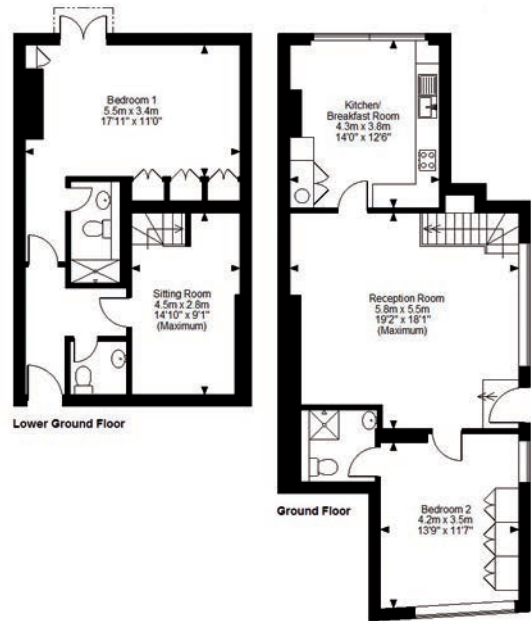 Bedroom 1
5.5m x 3.4m
17'11" x 11'0"
Sitting Room
4.5m x 2.8m
14'10" x 9'1"
(Maximum)
Lower Ground Floor
Kitchen/
Breakfast Room
4.3m x 3.8m
14'0" x 12'6"
Reception Room
5.8m x 5.5m
19'2" x 18'1"
(Maximum)
Ground Floor
Bedroom 2
4.2m x 3.5m
13'9" x 11'7"